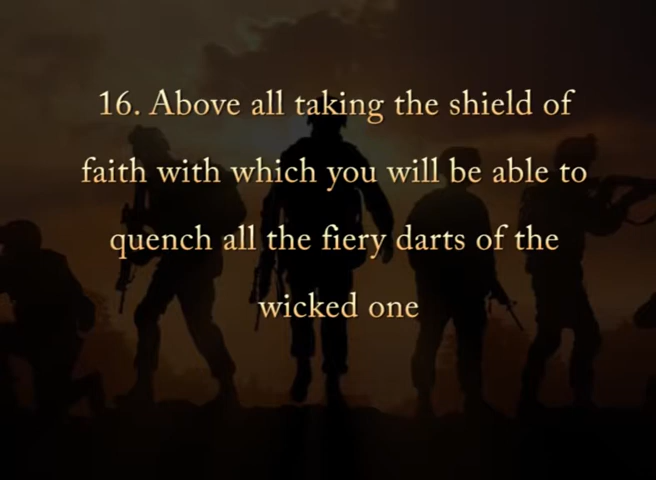 16. Above all taking the shield of
faith with which you will be able to
quench all the fiery darts of the
wicked one